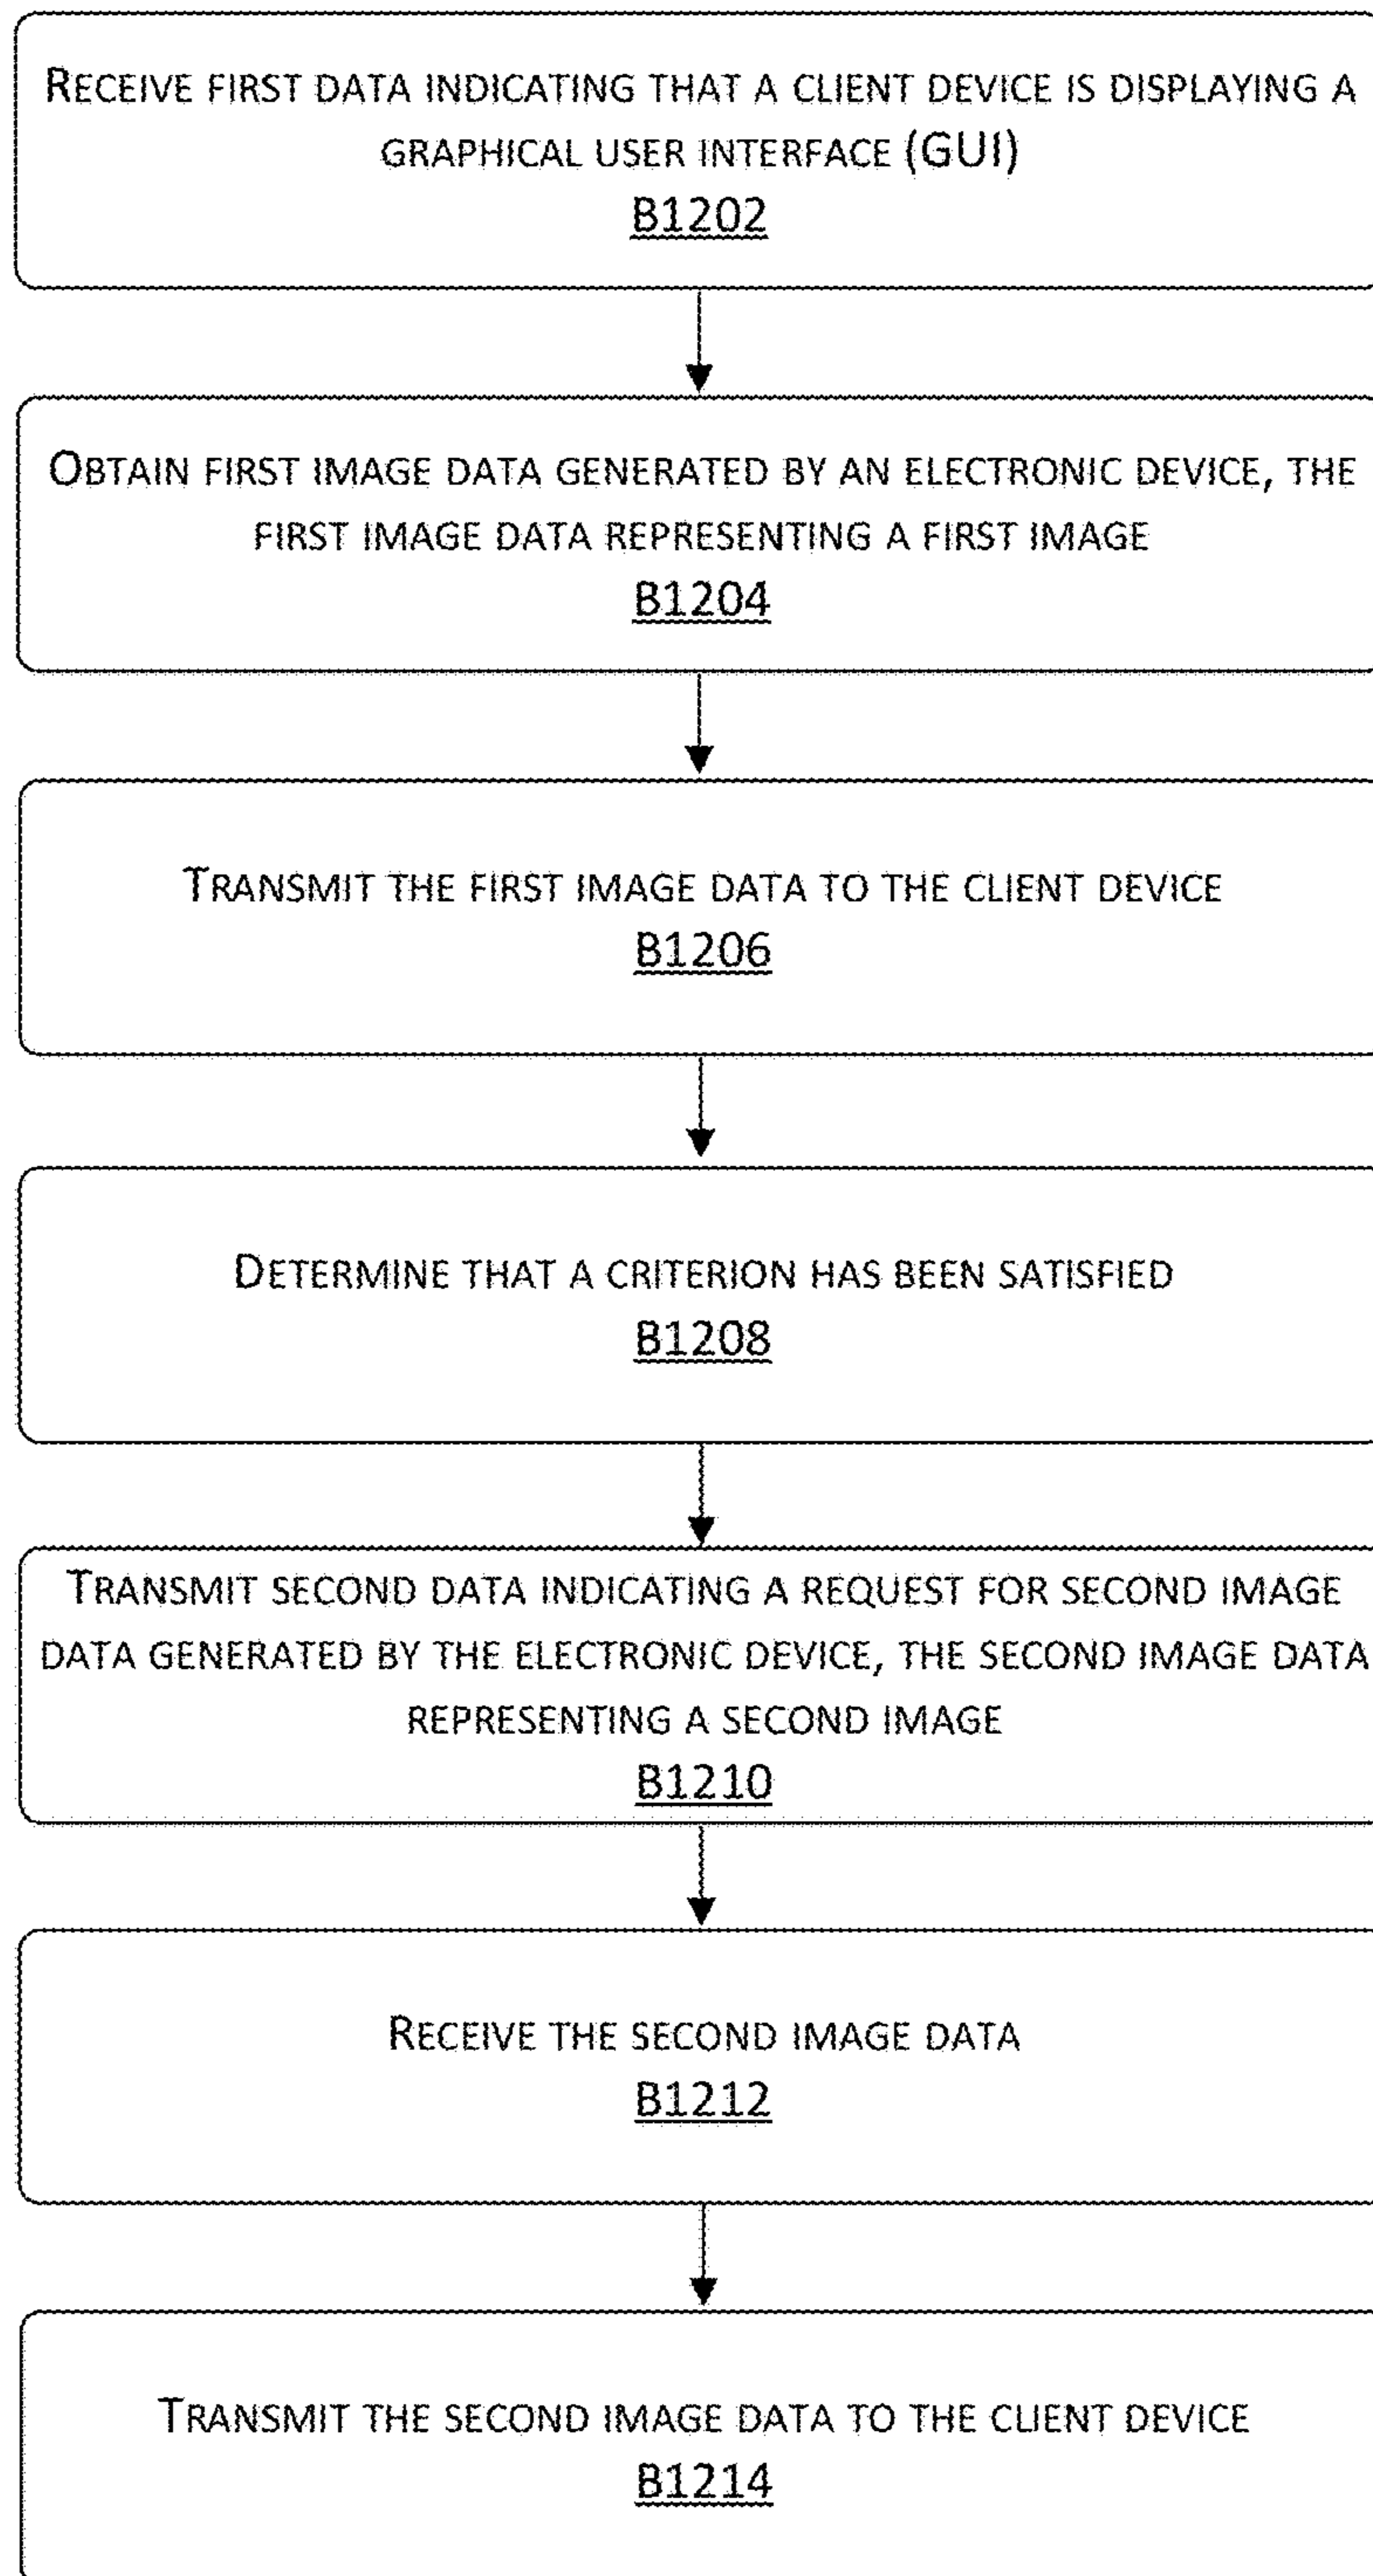 RECEIVE FIRST DATA INDICATING THAT A CLIENT DEVICE IS DISPLAYING A
GRAPHICAL USER INTERFACE (GUI)
B1202
OBTAIN FIRST IMAGE DATA GENERATED BY AN ELECTRONIC DEVICE, THE
FIRST IMAGE DATA REPRESENTING A FIRST IMAGE
B1204
TRANSMIT THE FIRST IMAGE DATA TO THE CLIENT DEVICE
B1206
DETERMINE THAT A CRITERION HAS BEEN SATISFIED
B1208
TRANSMIT SECOND DATA INDICATING A REQUEST FOR SECOND IMAGE
DATA GENERATED BY THE ELECTRONIC DEVICE, THE SECOND IMAGE DATA
REPRESENTING A SECOND IMAGE
B1210
RECEIVE THE SECOND IMAGE DATA
B1212
TRANSMIT THE SECOND IMAGE DATA TO THE CLIENT DEVICE
B1214